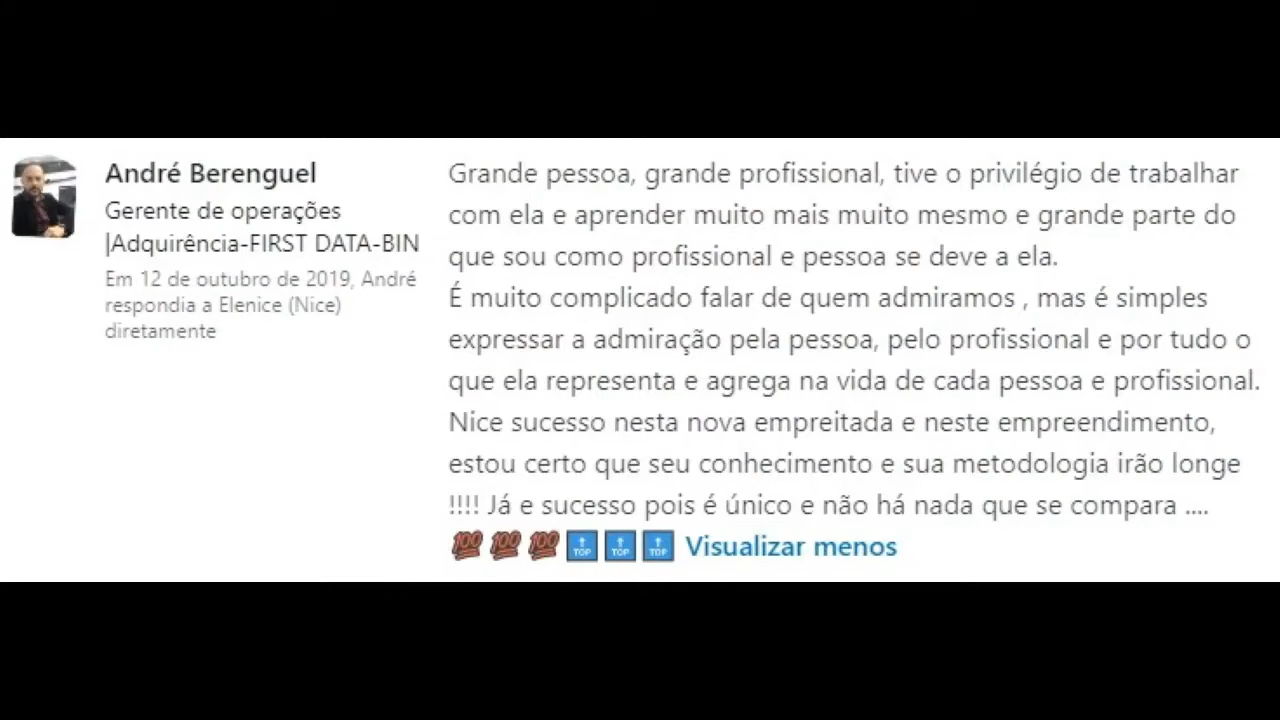 André Berenguel
Gerente de operações
|Adquirência-FIRST DATA-BIN
Em 12 de outubro de 2019, André
respondia a Elenice (Nice)
diretamente
Grande pessoa, grande profissional, tive o privilégio de trabalhar
com ela e aprender muito mais muito mesmo e grande parte do
que sou como profissional e pessoa se deve a ela.
É muito complicado falar de quem admiramos , mas é simples
expressar a admiração pela pessoa, pelo profissional e por tudo o
que ela representa e agrega na vida de cada pessoa e profissional.
Nice sucesso nesta nova empreitada e neste empreendimento,
estou certo que seu conhecimento e sua metodologia irão longe
!!!! Já e sucesso pois é único e não há nada que se compara ....
💯 💯 💯 🔝 🔝 🔝 Visualizar menos